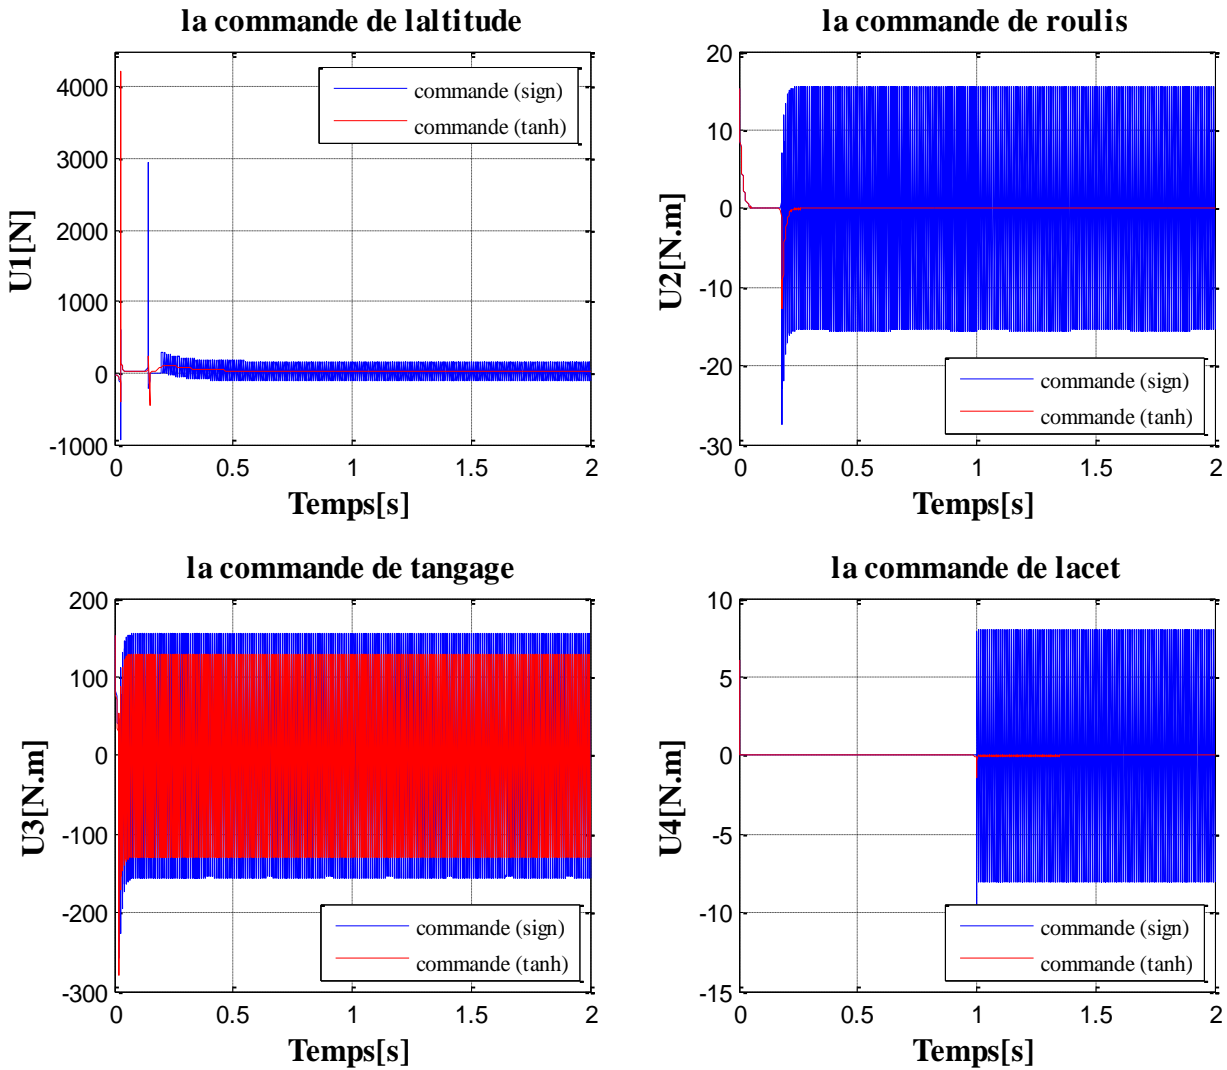 la commande de laltitude
4000
3000
2000
1000
0
-1000
U1[N]
commande (sign)
commande (tanh)
0
0.5
1
1.5
2
Temps[s]
la commande de roulis
20
10
0
-10
-20
-30
U2[N.m]
commande (sign)
commande (tanh)
0
0.5
1
1.5
2
Temps[s]
la commande de tangage
200
100
0
-100
-200
-300
U3[N.m]
commande (sign)
commande (tanh)
0
0.5
1
1.5
2
Temps[s]
la commande de lacet
10
5
0
-5
-10
-15
U4[N.m]
commande (sign)
commande (tanh)
0
0.5
1
1.5
2
Temps[s]